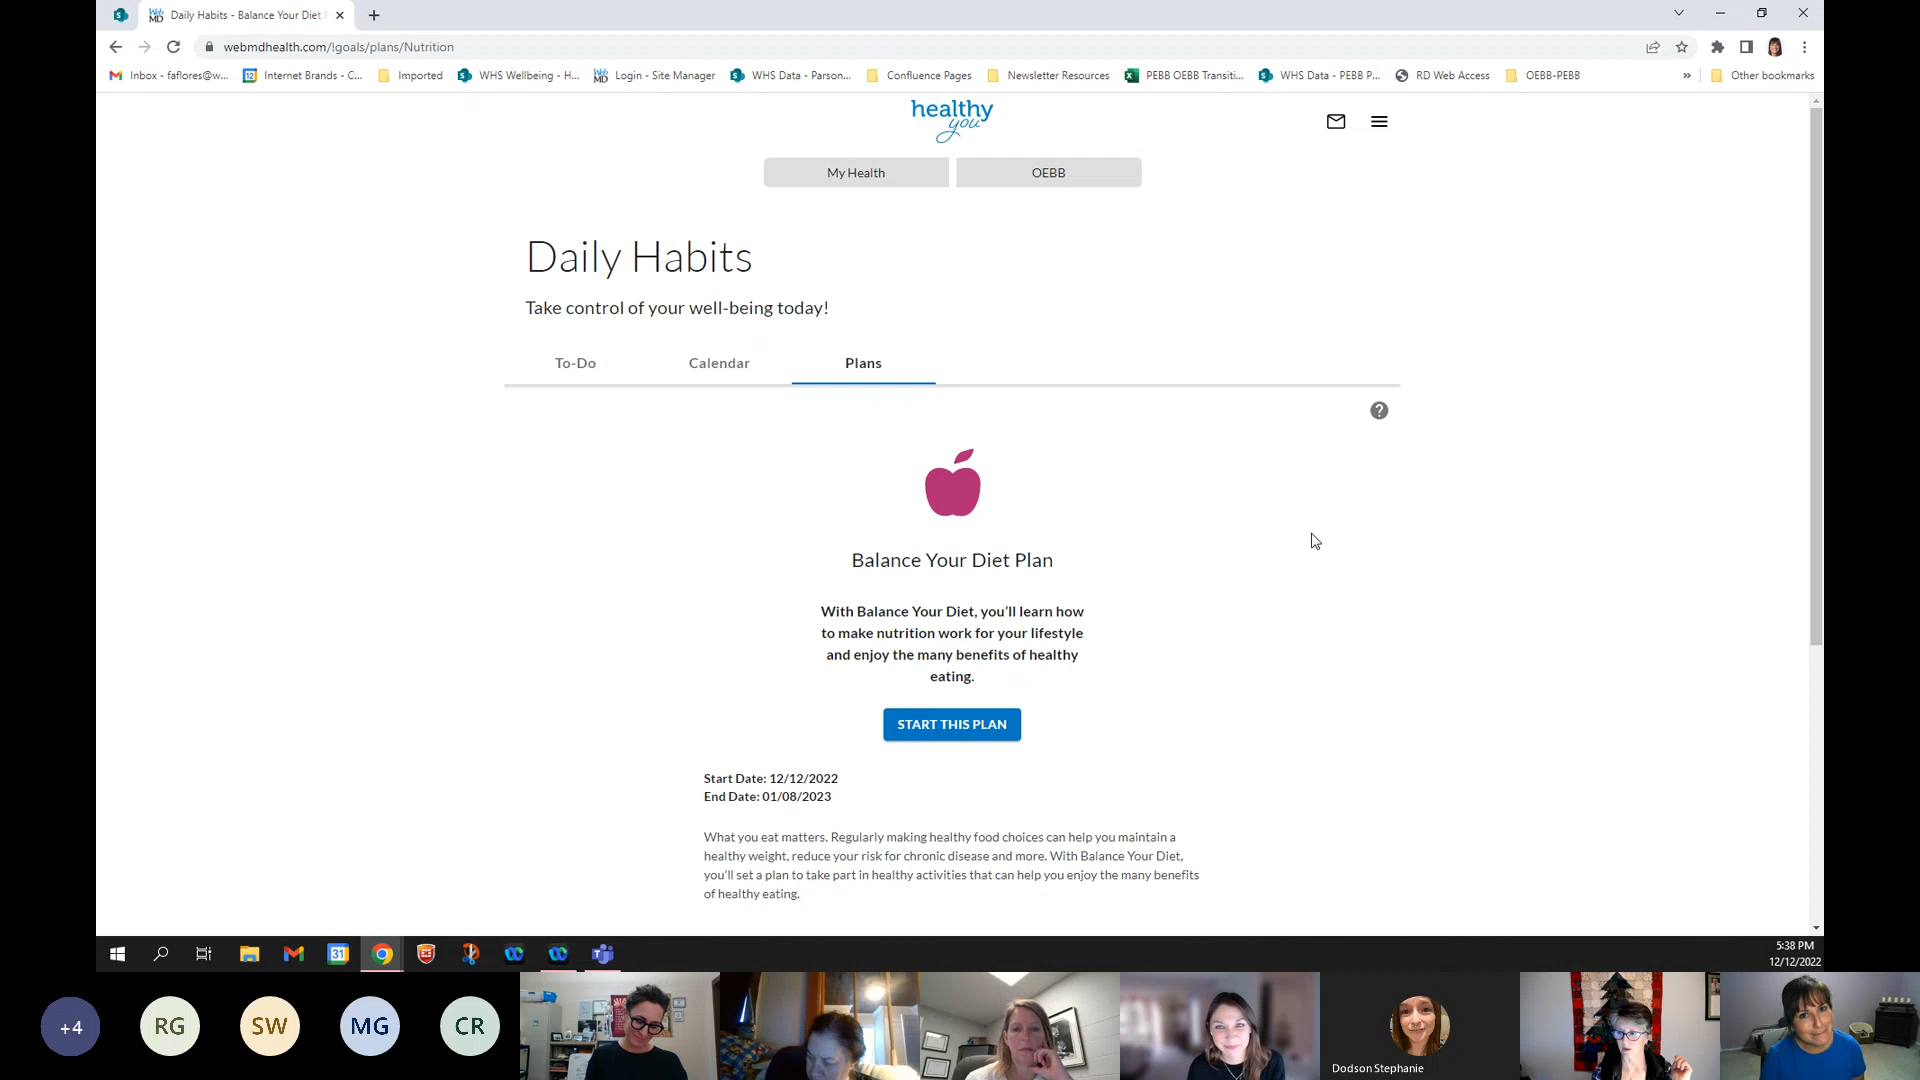 Daily Habits - Balance Your Diet
webmdhealth.com/!goals/plans/Nutrition
Inbox - faflores@w...
Internet Brands - C...
Imported
WHS Wellbeing - H...
Login - Site Manager
WHS Data - Parson...
Confluence Pages
Newsletter Resources
PEBB OEBB Transiti...
WHS Data - PEBB P...
RD Web Access
OEBB-PEBB
»
Other bookmarks
healthy
you
My Health
OEBB
Daily Habits
Take control of your well-being today!
To-Do
Calendar
Plans
Balance Your Diet Plan
With Balance Your Diet, you'll learn how
to make nutrition work for your lifestyle
and enjoy the many benefits of healthy
eating.
START THIS PLAN
Start Date: 12/12/2022
End Date: 01/08/2023
What you eat matters. Regularly making healthy food choices can help you maintain a
healthy weight, reduce your risk for chronic disease and more. With Balance Your Diet,
you'll set a plan to take part in healthy activities that can help you enjoy the many benefits
of healthy eating.
31
5:38 PM
12/12/2022
+4
RG
SW
MG
CR
Dodson Stephanie